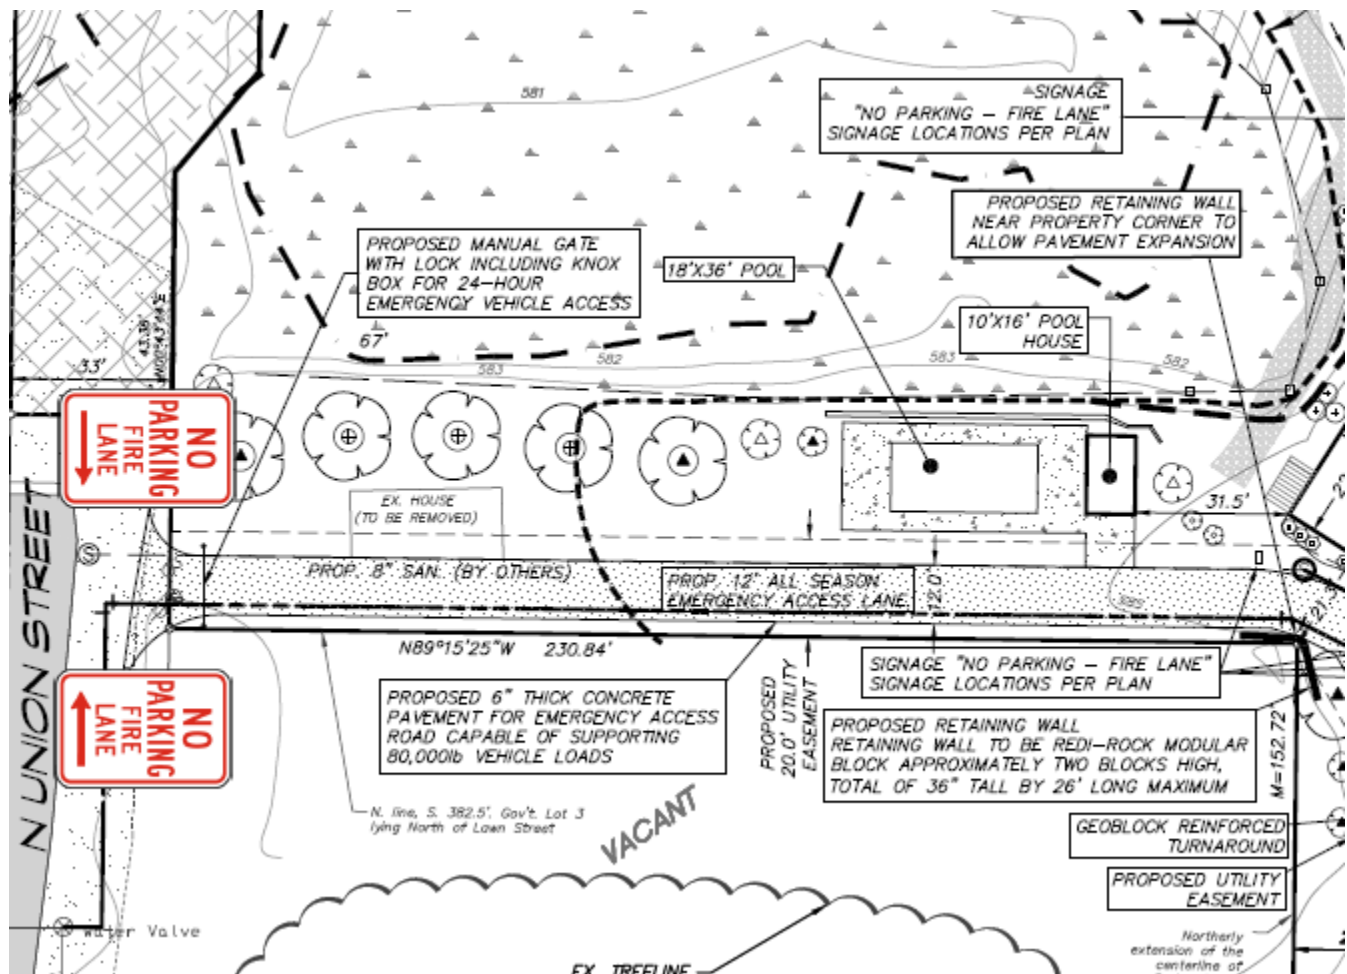 581
SIGNAGE
"NO PARKING – FIRE LANE"
SIGNAGE LOCATIONS PER PLAN
PROPOSED RETAINING WALL
NEAR PROPERTY CORNER TO
ALLOW PAVEMENT EXPANSION
PROPOSED MANUAL GATE
WITH LOCK INCLUDING KNOX
BOX FOR 24-HOUR
EMERGENCY VEHICLE ACCESS
18'X36' POOL
10'X16' POOL
HOUSE
67'
582
583
583
582
33'
43.36'
NO
PARKING
FIRE
LANE
EX. HOUSE
(TO BE REMOVED)
31.5'
PROP. 8" SAN. (BY OTHERS)
PROP. 12' ALL SEASON
EMERGENCY ACCESS LANE
12.0'
21'
N89°15'25"W 230.84'
N UNION STREET
NO
PARKING
FIRE
LANE
PROPOSED 6" THICK CONCRETE
PAVEMENT FOR EMERGENCY ACCESS
ROAD CAPABLE OF SUPPORTING
80,000lb VEHICLE LOADS
PROPOSED
20.0' UTILITY
EASEMENT
SIGNAGE "NO PARKING – FIRE LANE"
SIGNAGE LOCATIONS PER PLAN
PROPOSED RETAINING WALL
RETAINING WALL TO BE REDI-ROCK MODULAR
BLOCK APPROXIMATELY TWO BLOCKS HIGH,
TOTAL OF 36" TALL BY 26' LONG MAXIMUM
M=152.72
N. line, S. 382.5'. Gov't. Lot 3
lying North of Lawn Street
VACANT
GEOBLOCK REINFORCED
TURNAROUND
PROPOSED UTILITY
EASEMENT
Water Valve
Northerly
extension of the
centerline of
EX. TREELINE